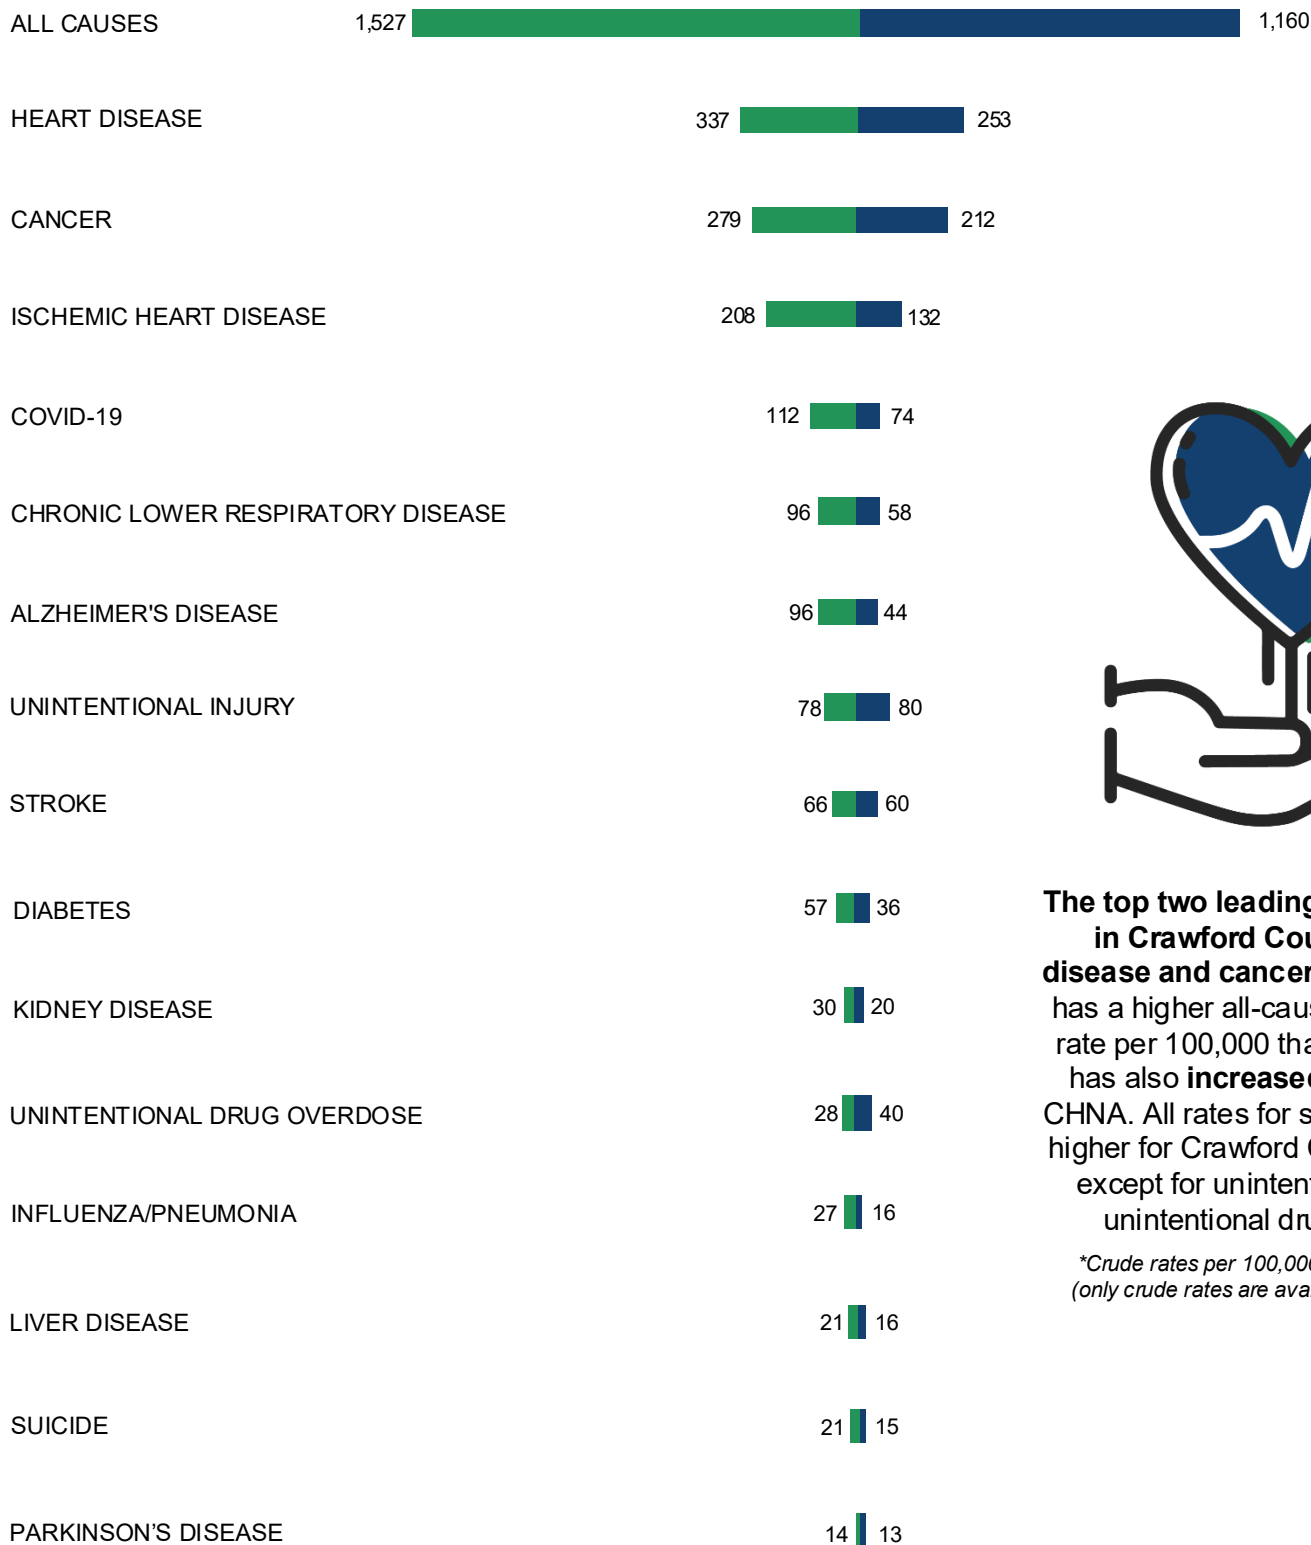 ALL CAUSES 1,527 1,160
HEART DISEASE 337 253
CANCER 279 212
ISCHEMIC HEART DISEASE 208 132
COVID-19 112 74
CHRONIC LOWER RESPIRATORY DISEASE 96 58
ALZHEIMER'S DISEASE 96 44
UNINTENTIONAL INJURY 78 80
STROKE 66 60
DIABETES 57 36
KIDNEY DISEASE 30 20
UNINTENTIONAL DRUG OVERDOSE 28 40
INFLUENZA/PNEUMONIA 27 16
LIVER DISEASE 21 16
SUICIDE 21 15
PARKINSON’S DISEASE 14 13
The top two leading
in Crawford Cou
disease and cancer
has a higher all-caus
rate per 100,000 tha
has also increased
CHNA. All rates for s
higher for Crawford C
except for uninten
unintentional dru
*Crude rates per 100,000
(only crude rates are ava